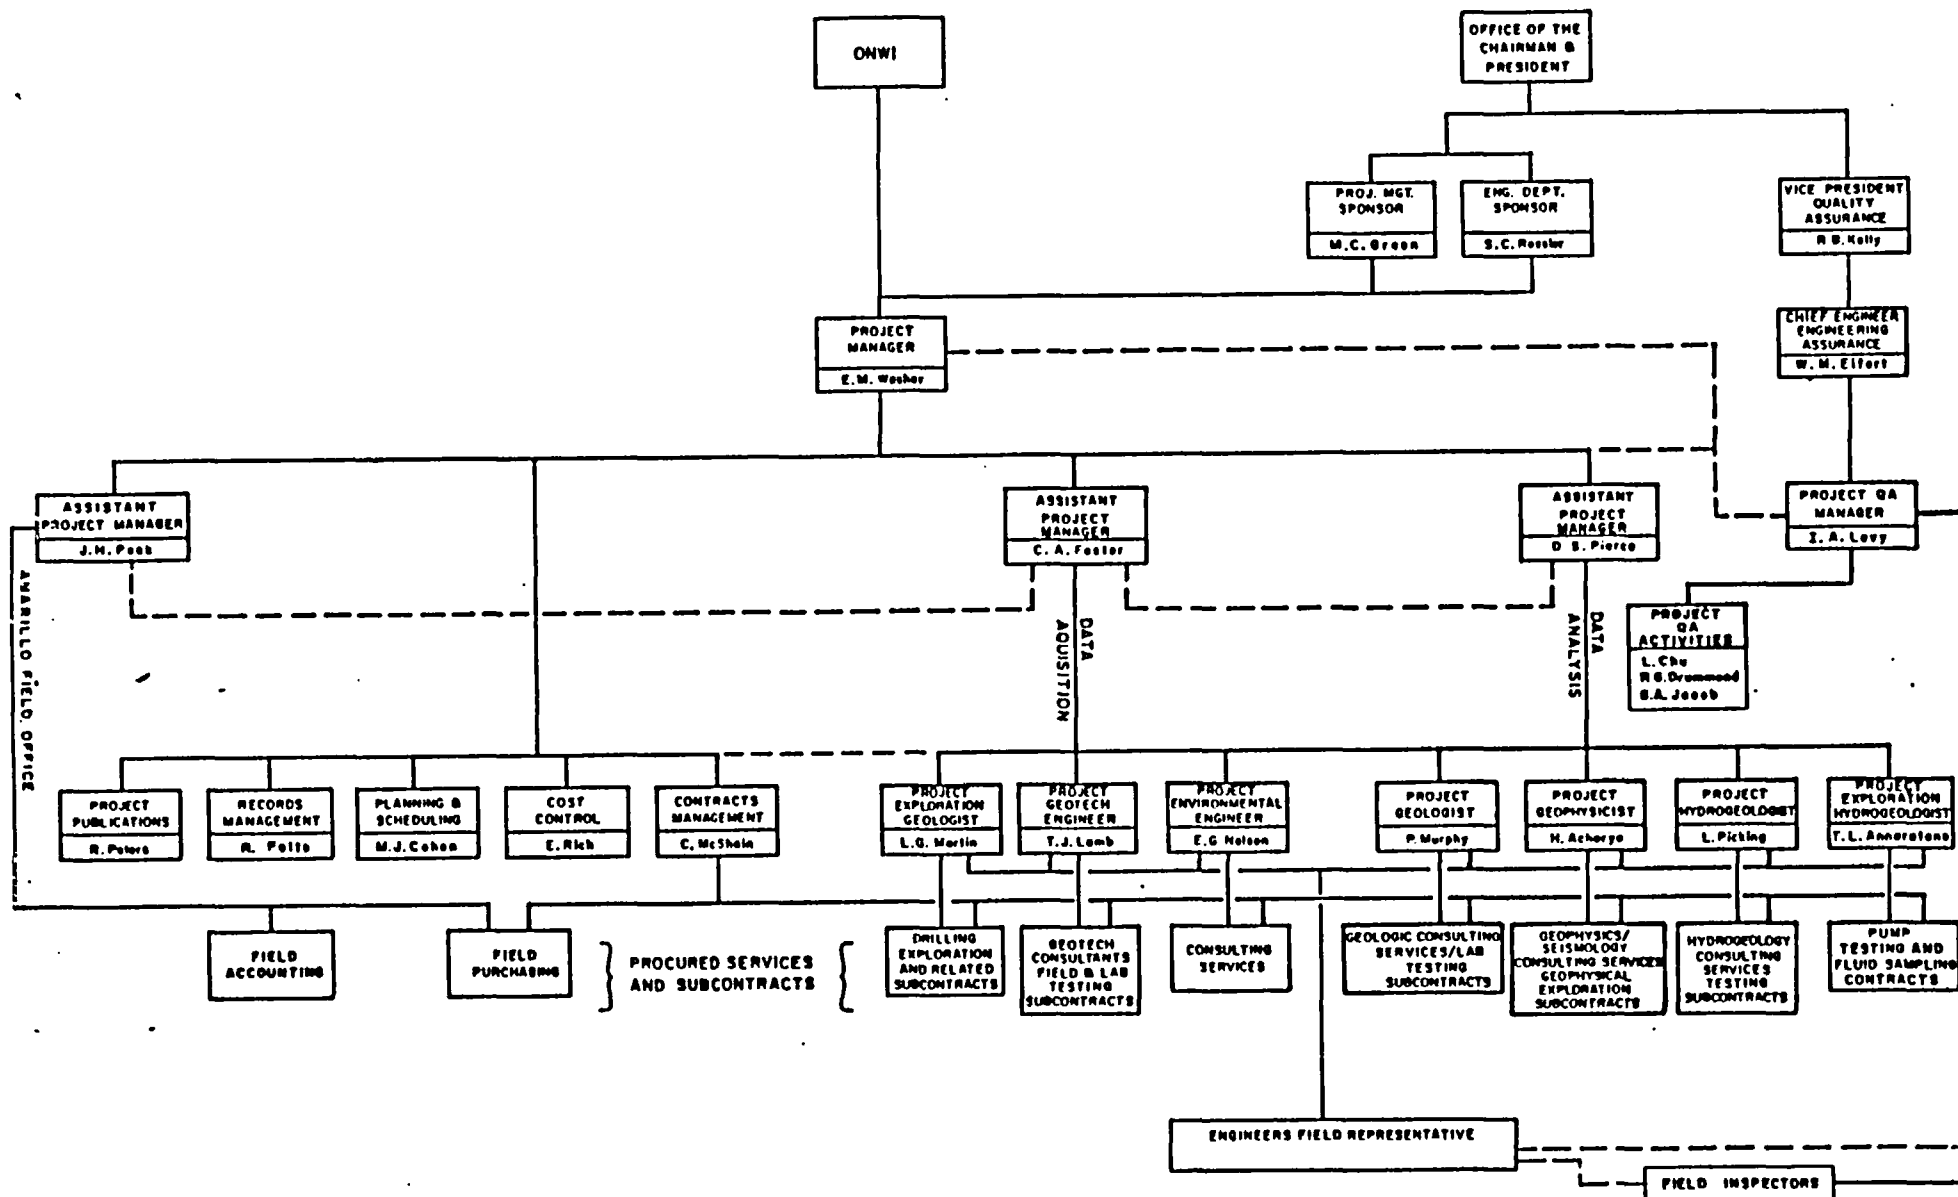 ONWI
OFFICE OF THE
CHAIRMAN &
PRESIDENT
PROJ. MGT.
SPONSOR
M.C. Green
ENG. DEPT.
SPONSOR
S.C. Rossier
VICE PRESIDENT
QUALITY
ASSURANCE
R B. Kelly
PROJECT
MANAGER
E.M. Washer
CHIEF ENGINEER
ENGINEERING
ASSURANCE
W. M. Eifert
ASSISTANT
PROJECT MANAGER
J.H. Peck
ASSISTANT
PROJECT
MANAGER
C. A. Foster
ASSISTANT
PROJECT
MANAGER
D B. Pierce
PROJECT QA
MANAGER
I. A. Levy
AMARILLO FIELD OFFICE
DATA
AQUISITION
DATA
ANALYSIS
PROJECT
QA
ACTIVITIES
L. Chu
R G. Drummond
S.A. Jacob
PROJECT
PUBLICATIONS
R. Peters
RECORDS
MANAGEMENT
R. Felts
PLANNING &
SCHEDULING
M.J. Cohen
COST
CONTROL
E. Rich
CONTRACTS
MANAGEMENT
C. McShain
PROJECT
EXPLORATION
GEOLOGIST
L.G. Martin
PROJECT
GEOTECH
ENGINEER
T.J. Lamb
PROJECT
ENVIRONMENTAL
ENGINEER
E.G Nelson
PROJECT
GEOLOGIST
P. Murphy
PROJECT
GEOPHYSICIST
H. Acharya
PROJECT
HYDROGEOLOGIST
L. Picking
PROJECT
EXPLORATION
HYDROGEOLOGIST
T. L. Annaratone
FIELD
ACCOUNTING
FIELD
PURCHASING
PROCURED SERVICES
AND SUBCONTRACTS
DRILLING
EXPLORATION
AND RELATED
SUBCONTRACTS
GEOTECH
CONSULTANTS
FIELD & LAB
TESTING
SUBCONTRACTS
CONSULTING
SERVICES
GEOLOGIC CONSULTING
SERVICES/LAB
TESTING
SUBCONTRACTS
GEOPHYSICS/
SEISMOLOGY
CONSULTING SERVICES
GEOPHYSICAL
EXPLORATION
SUBCONTRACTS
HYDROGEOLOGY
CONSULTING
SERVICES
TESTING
SUBCONTRACTS
PUMP
TESTING AND
FLUID SAMPLING
CONTRACTS
ENGINEERS FIELD REPRESENTATIVE
FIELD INSPECTORS